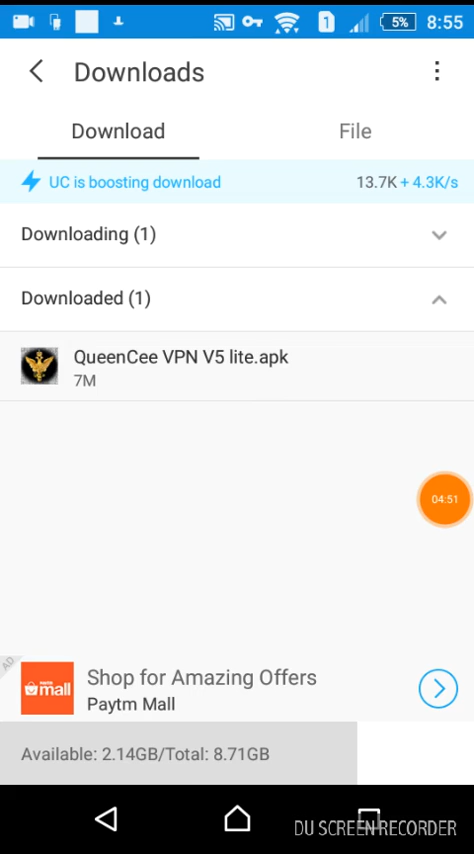 1
5%
8:55
Downloads
Download
File
UC is boosting download
13.7K + 4.3K/s
Downloading (1)
Downloaded (1)
QueenCee VPN V5 lite.apk
7M
04:51
AD
mall
Shop for Amazing Offers
Paytm Mall
Available: 2.14GB/Total: 8.71GB
DU SCREEN RECORDER